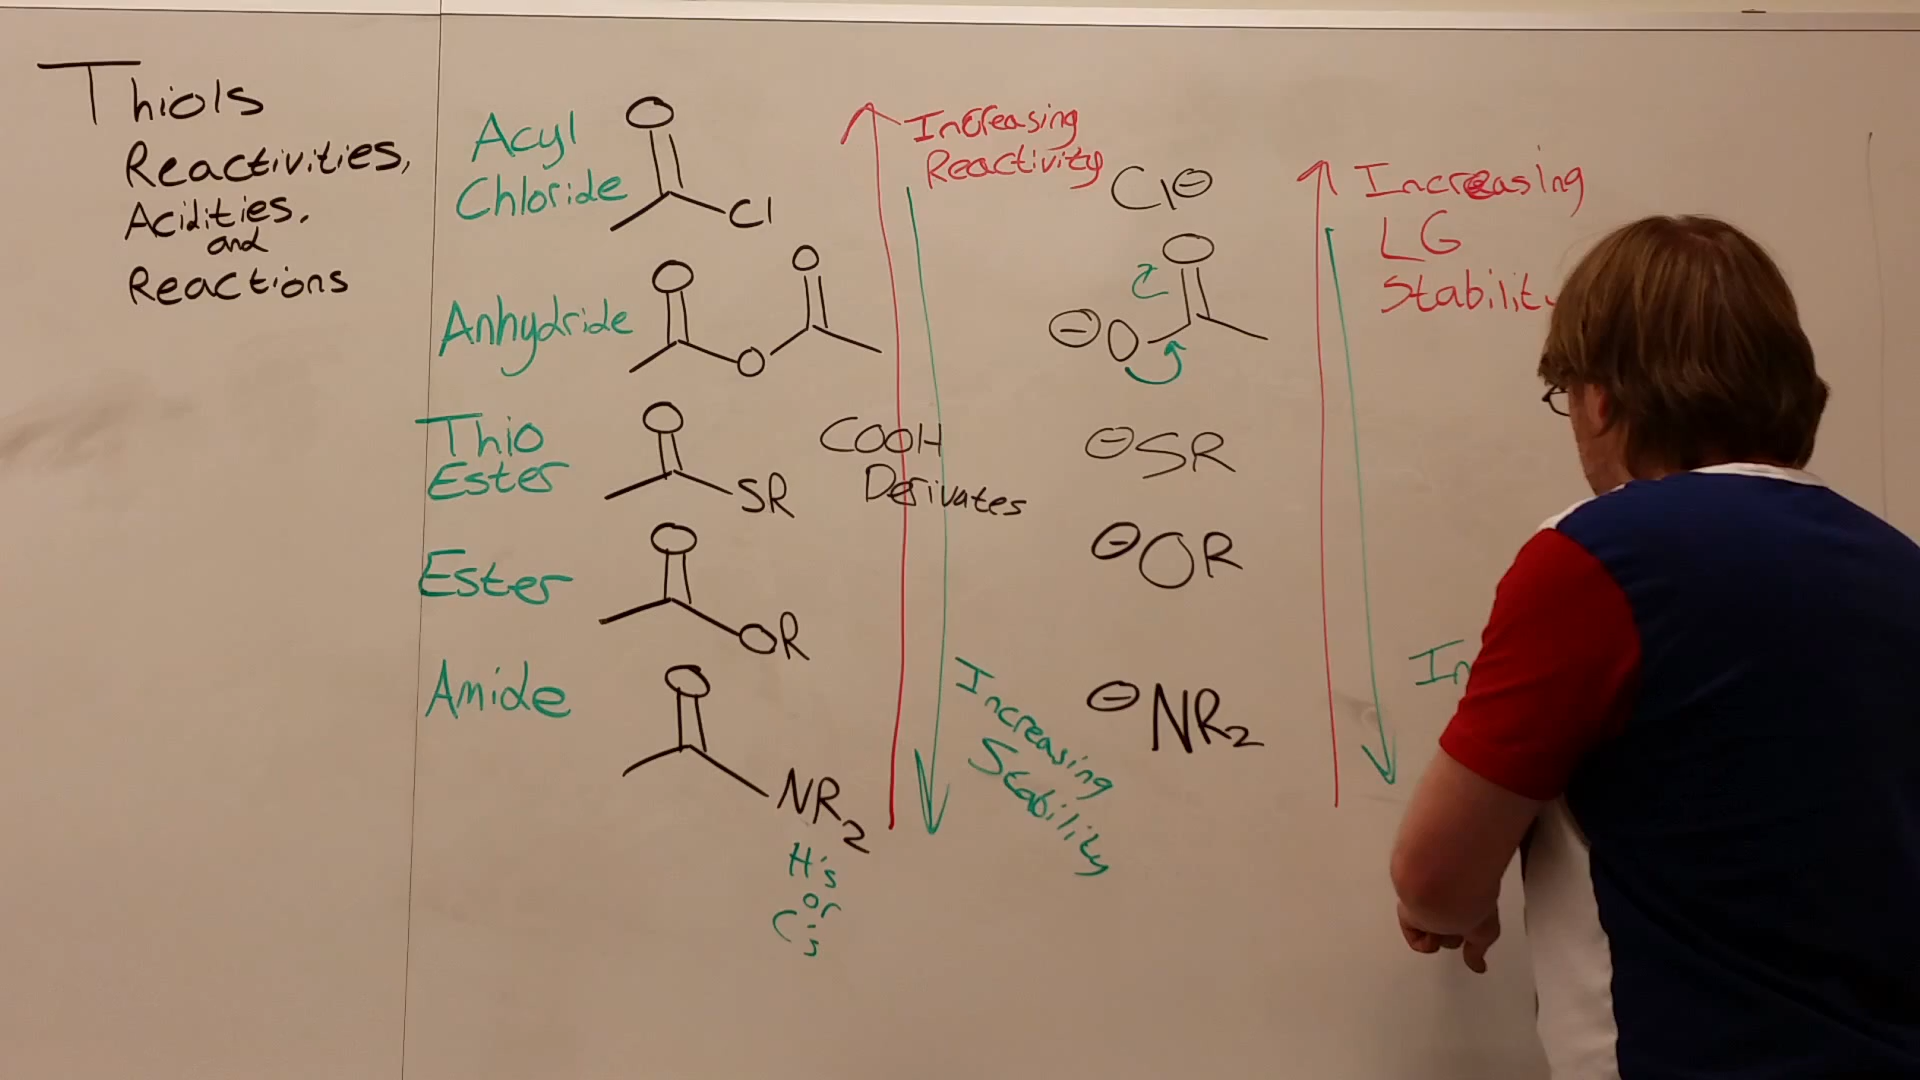 Thiols
Reactivities,
Acidities,
and
Reactions
Acyl
Chloride
O
Cl
Anhydride
O
O
O
Thio
Ester
O
SR
Ester
O
OR
Amide
O
NR2
H's
or
C's
Increasing
Reactivity
COOH
Derivates
Increasing
Stability
Cl⊖
O
⊖O
⊖SR
⊖OR
⊖NR2
Increasing
LG
Stabilit
In